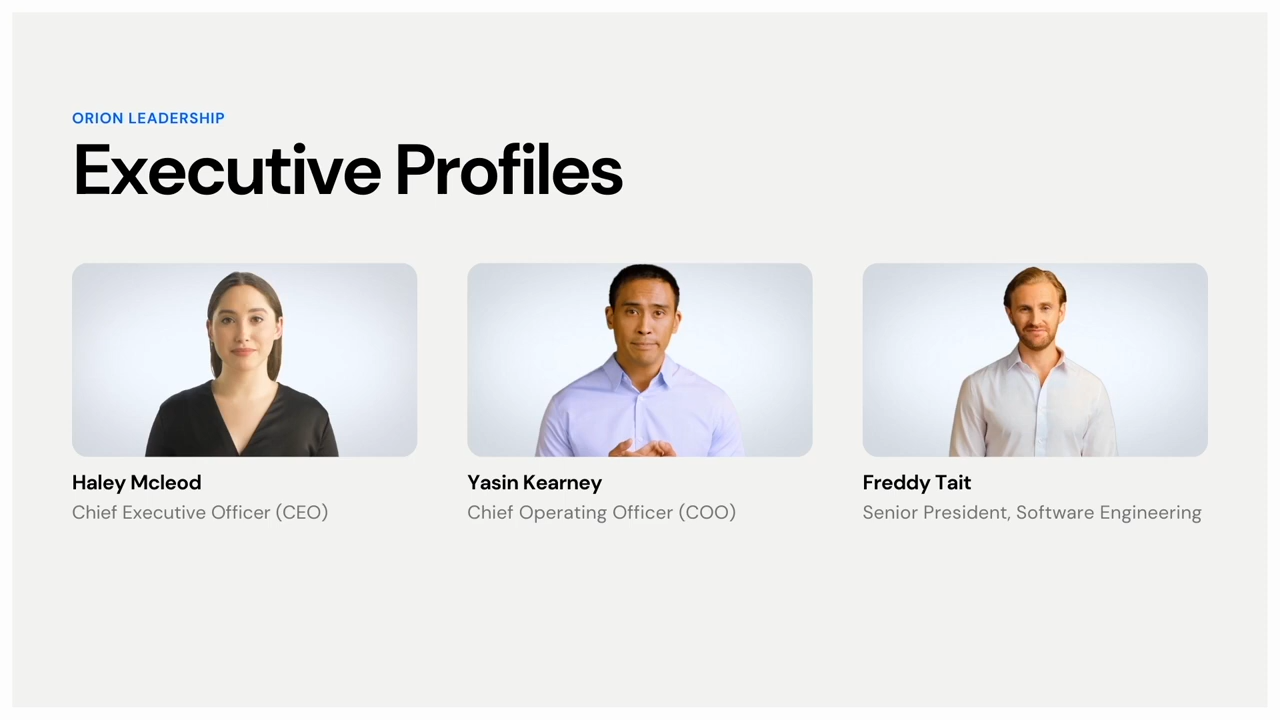 ORION LEADERSHIP
Executive Profiles
Haley Mcleod
Chief Executive Officer (CEO)
Yasin Kearney
Chief Operating Officer (COO)
Freddy Tait
Senior President, Software Engineering